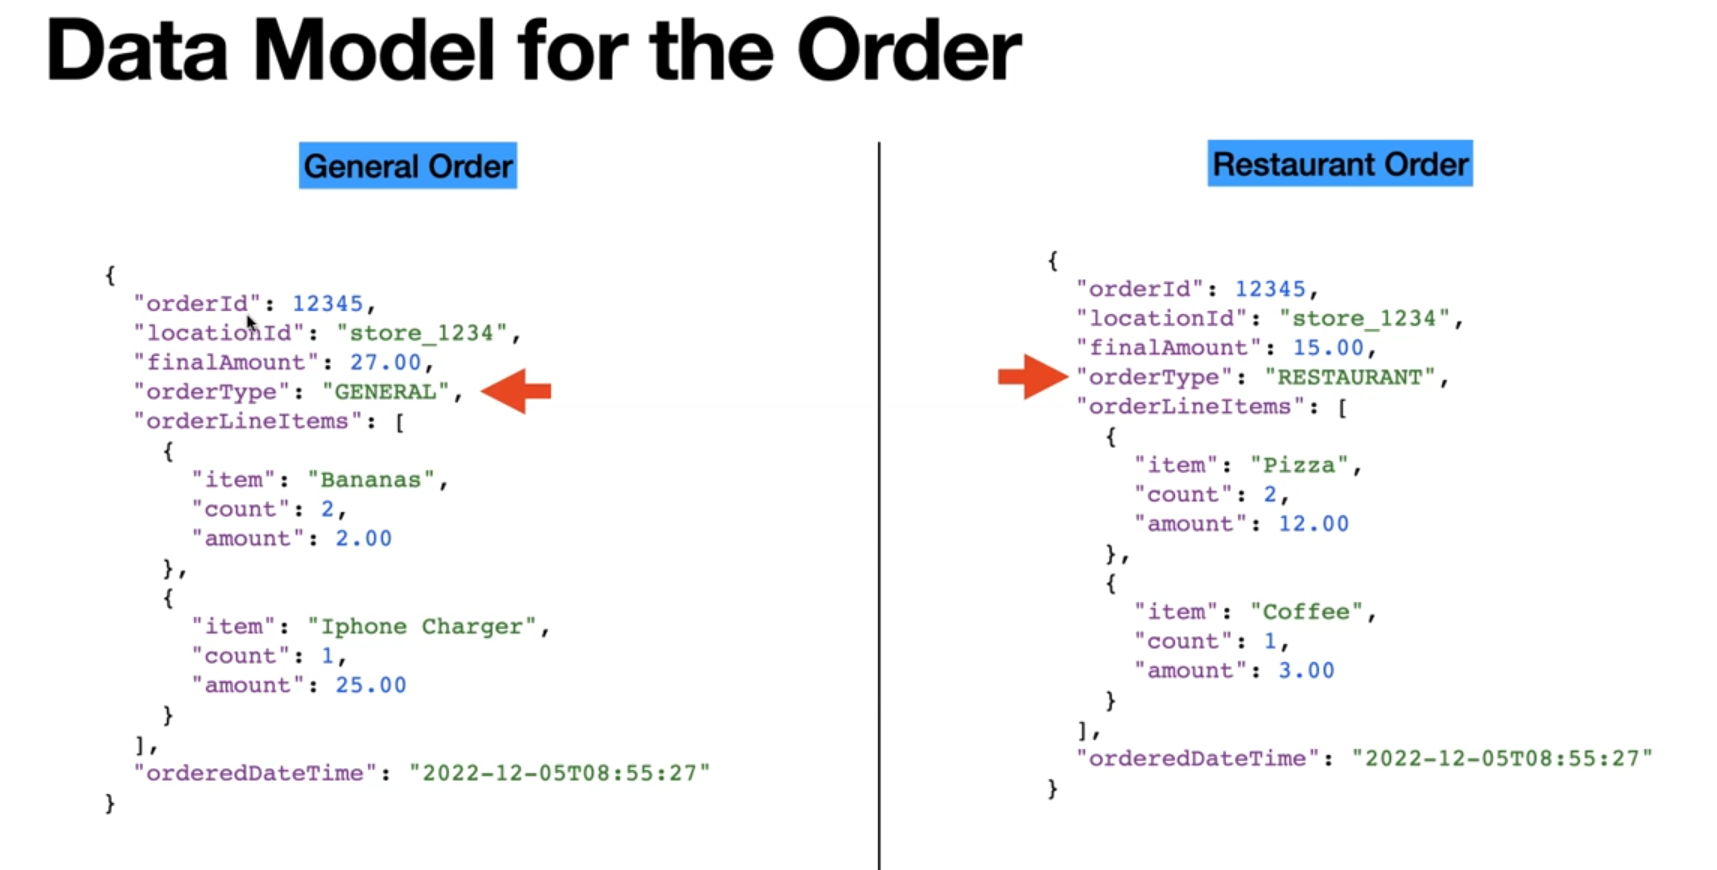 Data Model for the Order
General Order
{
"orderId": 12345,
"locationId": "store_1234",
"finalAmount": 27.00,
"orderType": "GENERAL",
"orderLineItems": [
{
"item": "Bananas",
"count": 2,
"amount": 2.00
},
{
"item": "Iphone Charger",
"count": 1,
"amount": 25.00
}
],
"orderedDateTime": "2022-12-05T08:55:27"
}
Restaurant Order
{
"orderId": 12345,
"locationId": "store_1234",
"finalAmount": 15.00,
"orderType": "RESTAURANT",
"orderLineItems": [
{
"item": "Pizza",
"count": 2,
"amount": 12.00
},
{
"item": "Coffee",
"count": 1,
"amount": 3.00
}
],
"orderedDateTime": "2022-12-05T08:55:27"
}